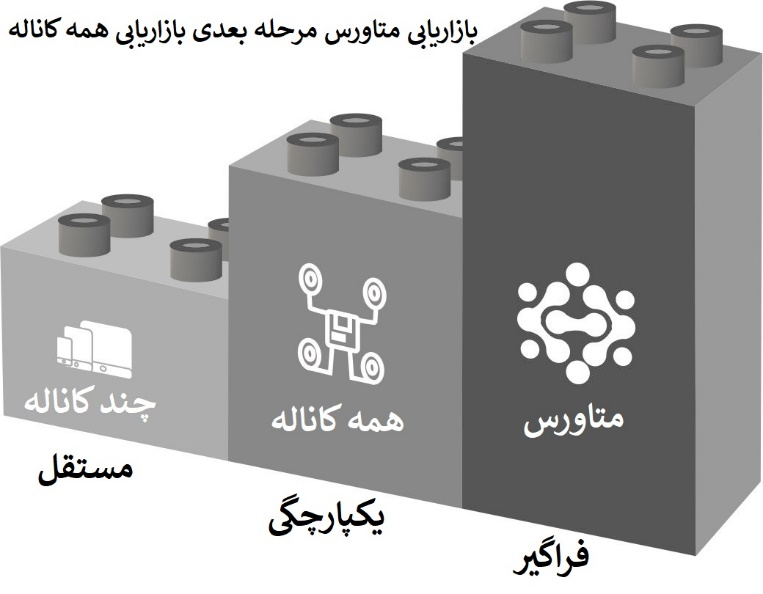 بازاریابی متاورس مرحله بعدی بازاریابی همه کاناله
چند کاناله
مستقل
همه کاناله
یکپارچگی
متاورس
فراگیر